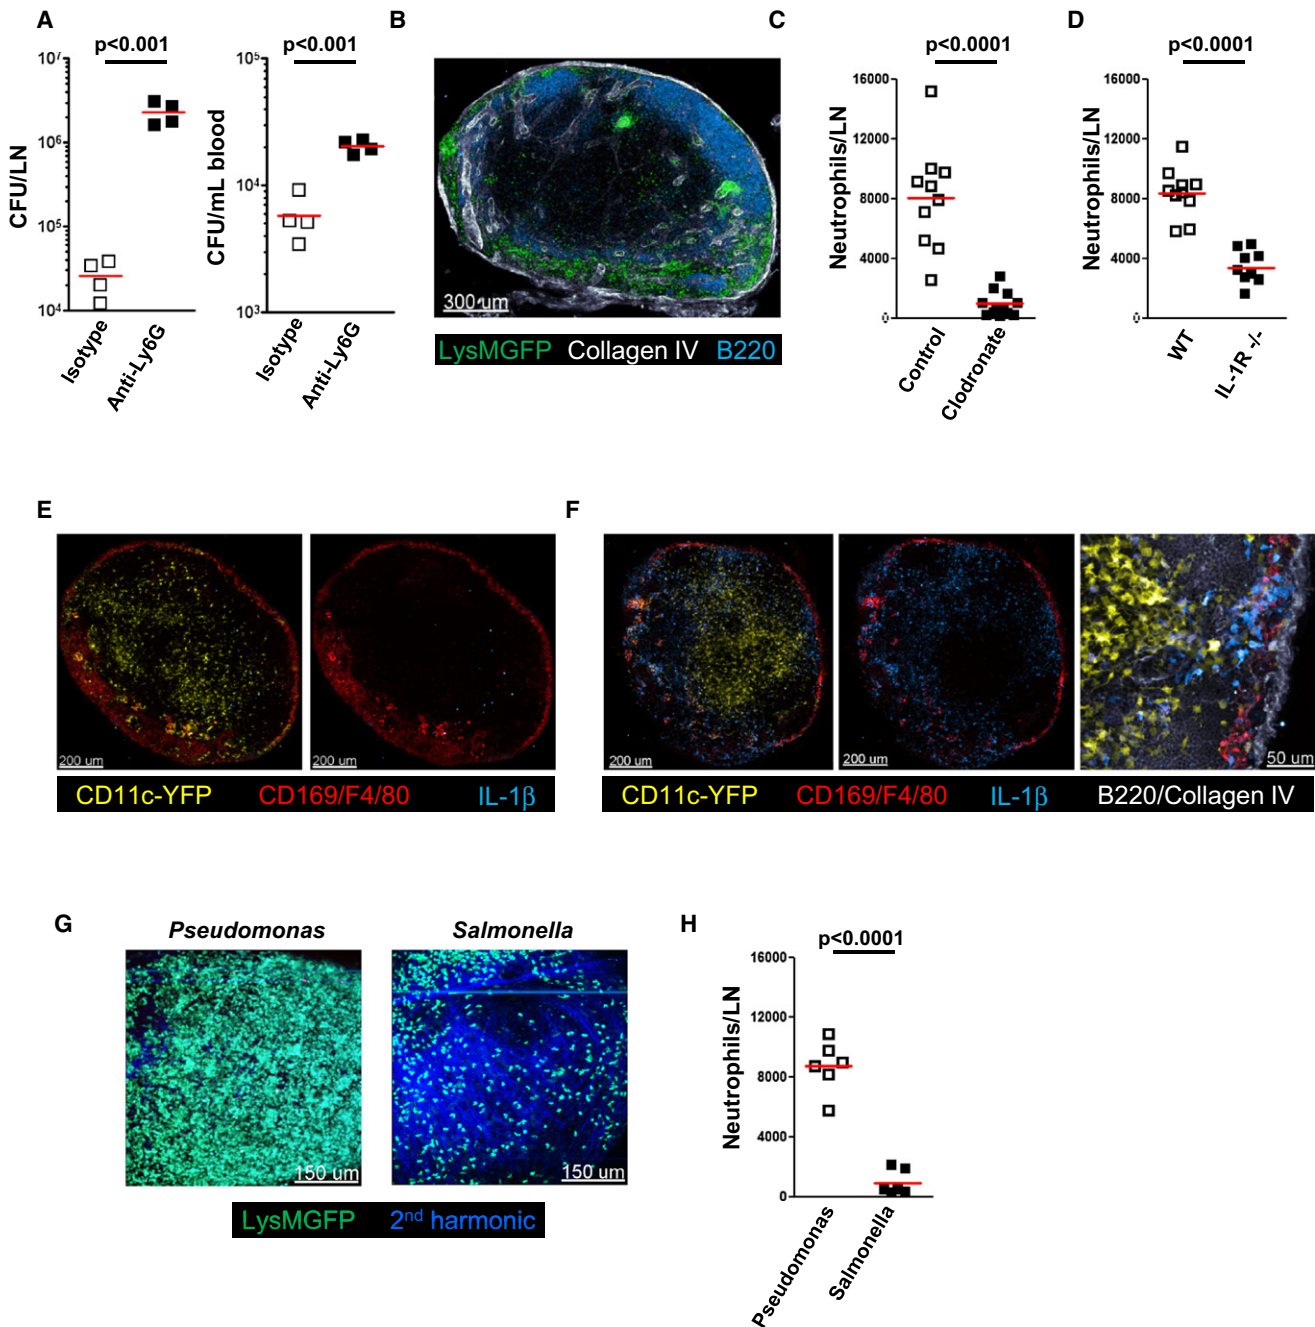 A
p<0.001
CFU/LN
10⁷
10⁶
10⁵
10⁴
Isotype
Anti-Ly6G
p<0.001
CFU/mL blood
10⁵
10⁴
10³
Isotype
Anti-Ly6G
B
300 um
LysMGFP Collagen IV B220
C
p<0.0001
Neutrophils/LN
16000
12000
8000
4000
0
Control
Clodronate
D
p<0.0001
Neutrophils/LN
16000
12000
8000
4000
0
WT
IL-1R -/-
E
200 um
200 um
CD11c-YFP CD169/F4/80 IL-1β
F
200 um
200 um
50 um
CD11c-YFP CD169/F4/80 IL-1β B220/Collagen IV
G
Pseudomonas
Salmonella
150 um
150 um
LysMGFP 2nd harmonic
H
p<0.0001
Neutrophils/LN
16000
12000
8000
4000
0
Pseudomonas
Salmonella